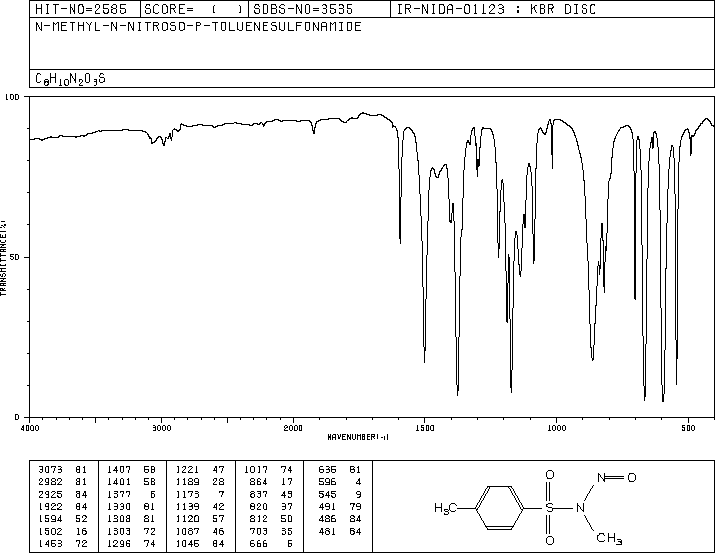 HIT-NO=2585 SCORE= ( ) SDBS-NO=3535 IR-NIDA-01123 : KBR DISC
N-METHYL-N-NITROSO-P-TOLUENESULFONAMIDE
C8H10N2O3S
100
50
0
TRANSMITTANCE(%)
4000 3000 2000 1500 1000 500
WAVENUMBER(-1)
3073 81 1407 58 1221 47 1017 74 636 81
2982 81 1401 58 1189 28 864 17 596 4
2925 84 1377 6 1173 7 837 43 545 9
1922 84 1330 81 1139 42 820 37 491 79
1594 52 1308 81 1120 57 812 50 486 84
1502 16 1303 72 1087 46 703 35 481 84
1453 72 1296 74 1046 84 666 5
H3C
O
S
O
N
N
O
CH3